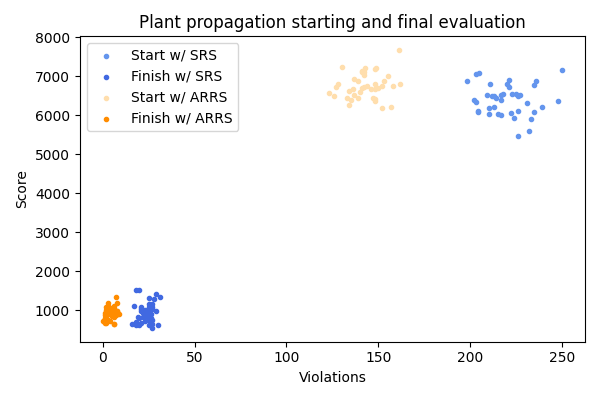 Plant propagation starting and final evaluation
8000
7000
6000
5000
4000
3000
2000
1000
Score
Start w/ SRS
Finish w/ SRS
Start w/ ARRS
Finish w/ ARRS
0
50
100
150
200
250
Violations